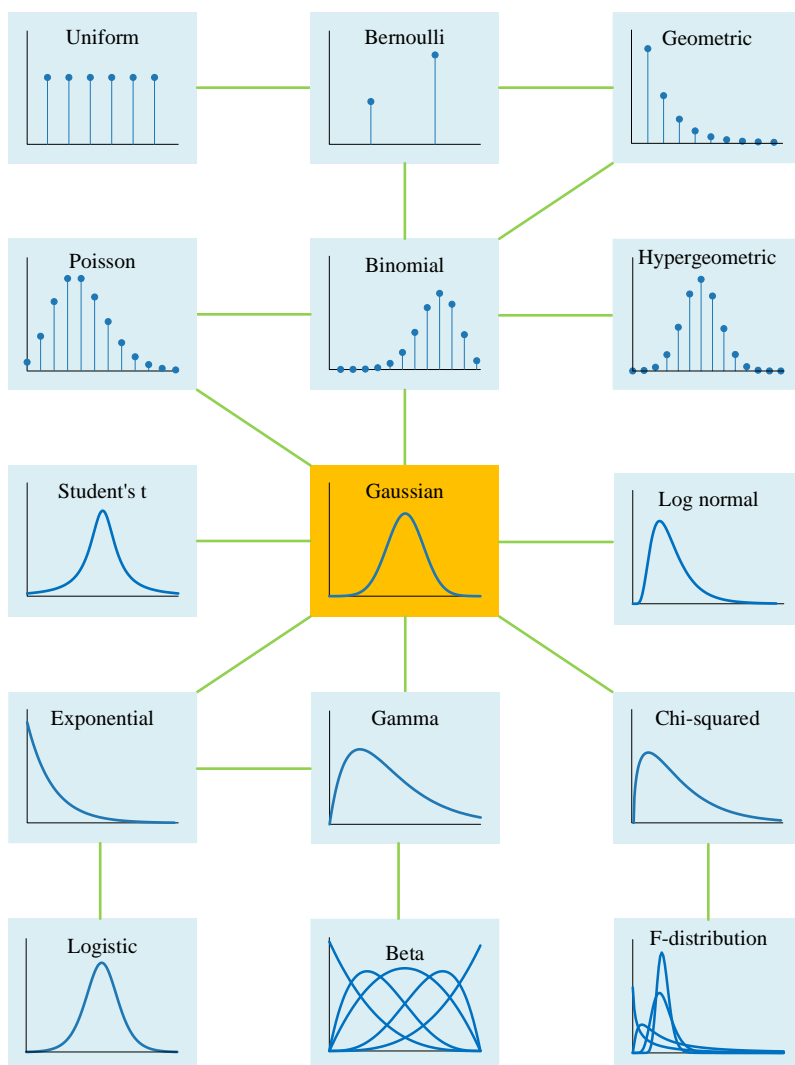 Uniform
Bernoulli
Geometric
Poisson
Binomial
Hypergeometric
Student's t
Gaussian
Log normal
Exponential
Gamma
Chi-squared
Logistic
Beta
F-distribution